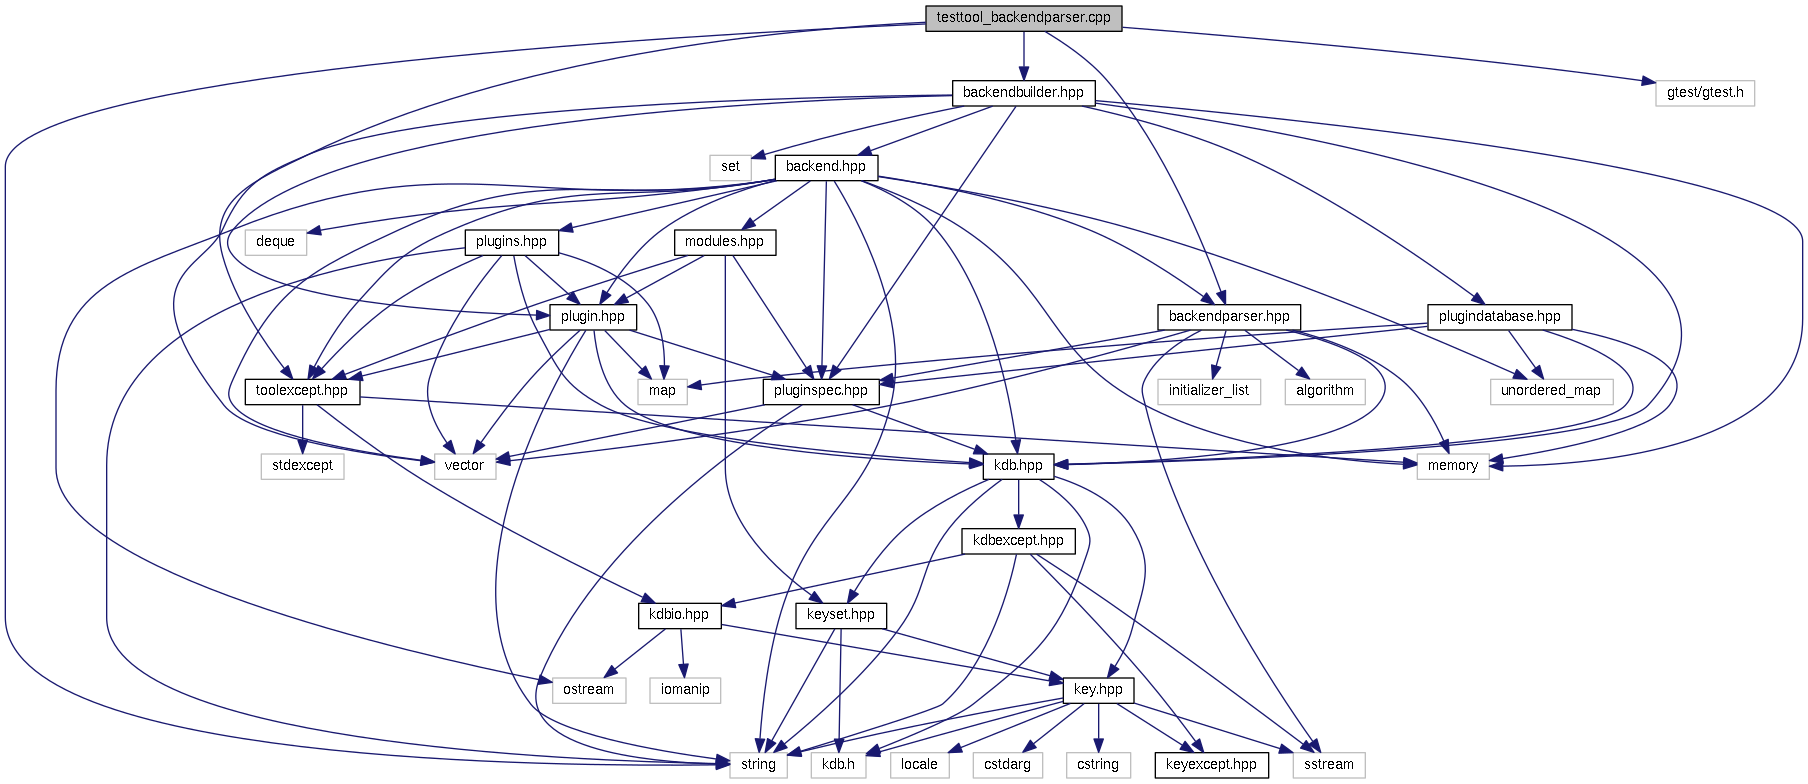 testtool_backendparser.cpp
backendbuilder.hpp
gtest/gtest.h
set
backend.hpp
deque
plugins.hpp
modules.hpp
plugin.hpp
backendparser.hpp
plugindatabase.hpp
toolexcept.hpp
map
pluginspec.hpp
initializer_list
algorithm
unordered_map
stdexcept
vector
kdb.hpp
memory
kdbexcept.hpp
kdbio.hpp
keyset.hpp
ostream
iomanip
key.hpp
string
kdb.h
locale
cstdarg
cstring
keyexcept.hpp
sstream